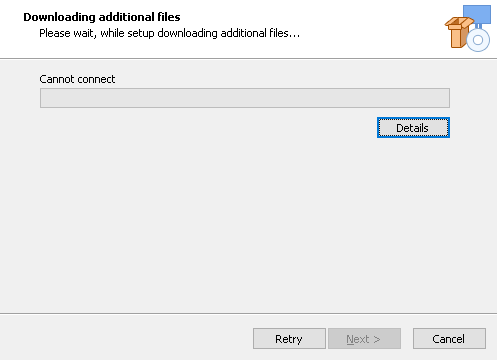 Downloading additional files
Please wait, while setup downloading additional files...
Cannot connect
Details
Retry
Next >
Cancel